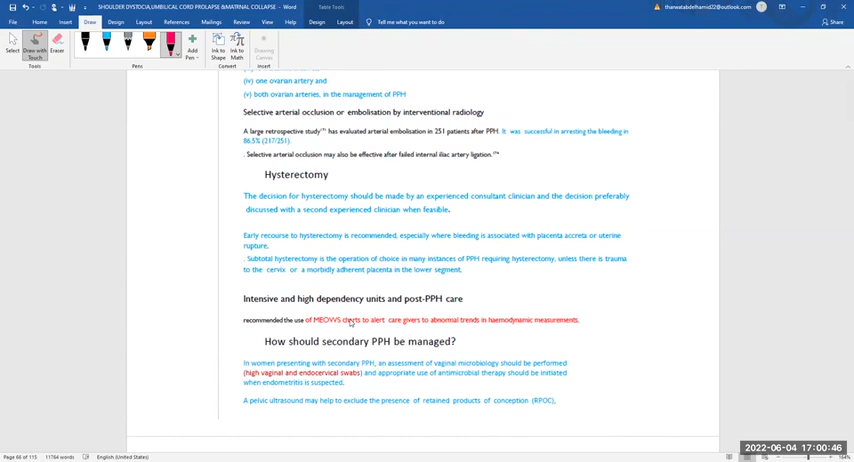 SHOULDER DYSTOCIA,UMBILICAL CORD PROLAPSE &MATRNAL COLLAPSE - Word
Table Tools
tharwatabdelhamid22@outlook.com
File Home Insert Draw Design Layout References Mailings Review View Help Design Layout Tell me what you want to do Share
Select Draw with Touch Eraser Add Pen Ink to Shape Ink to Math Drawing Canvas
Tools Pens Convert Insert
(iv) one ovarian artery and
(v) both ovarian arteries, in the management of PPH
Selective arterial occlusion or embolisation by interventional radiology
A large retrospective study has evaluated arterial embolisation in 251 patients after PPH. It was successful in arresting the bleeding in
86.5% (217/251).
. Selective arterial occlusion may also be effective after failed internal iliac artery ligation.
Hysterectomy
The decision for hysterectomy should be made by an experienced consultant clinician and the decision preferably
discussed with a second experienced clinician when feasible.
Early recourse to hysterectomy is recommended, especially where bleeding is associated with placenta accreta or uterine
rupture.
. Subtotal hysterectomy is the operation of choice in many instances of PPH requiring hysterectomy, unless there is trauma
to the cervix or a morbidly adherent placenta in the lower segment.
Intensive and high dependency units and post-PPH care
recommended the use of MEOWS charts to alert care givers to abnormal trends in haemodynamic measurements.
How should secondary PPH be managed?
In women presenting with secondary PPH, an assessment of vaginal microbiology should be performed
(high vaginal and endocervical swabs) and appropriate use of antimicrobial therapy should be initiated
when endometritis is suspected.
A pelvic ultrasound may help to exclude the presence of retained products of conception (RPOC),
2022-06-04 17:00:46
Page 66 of 115 11764 words English (United States) 164%